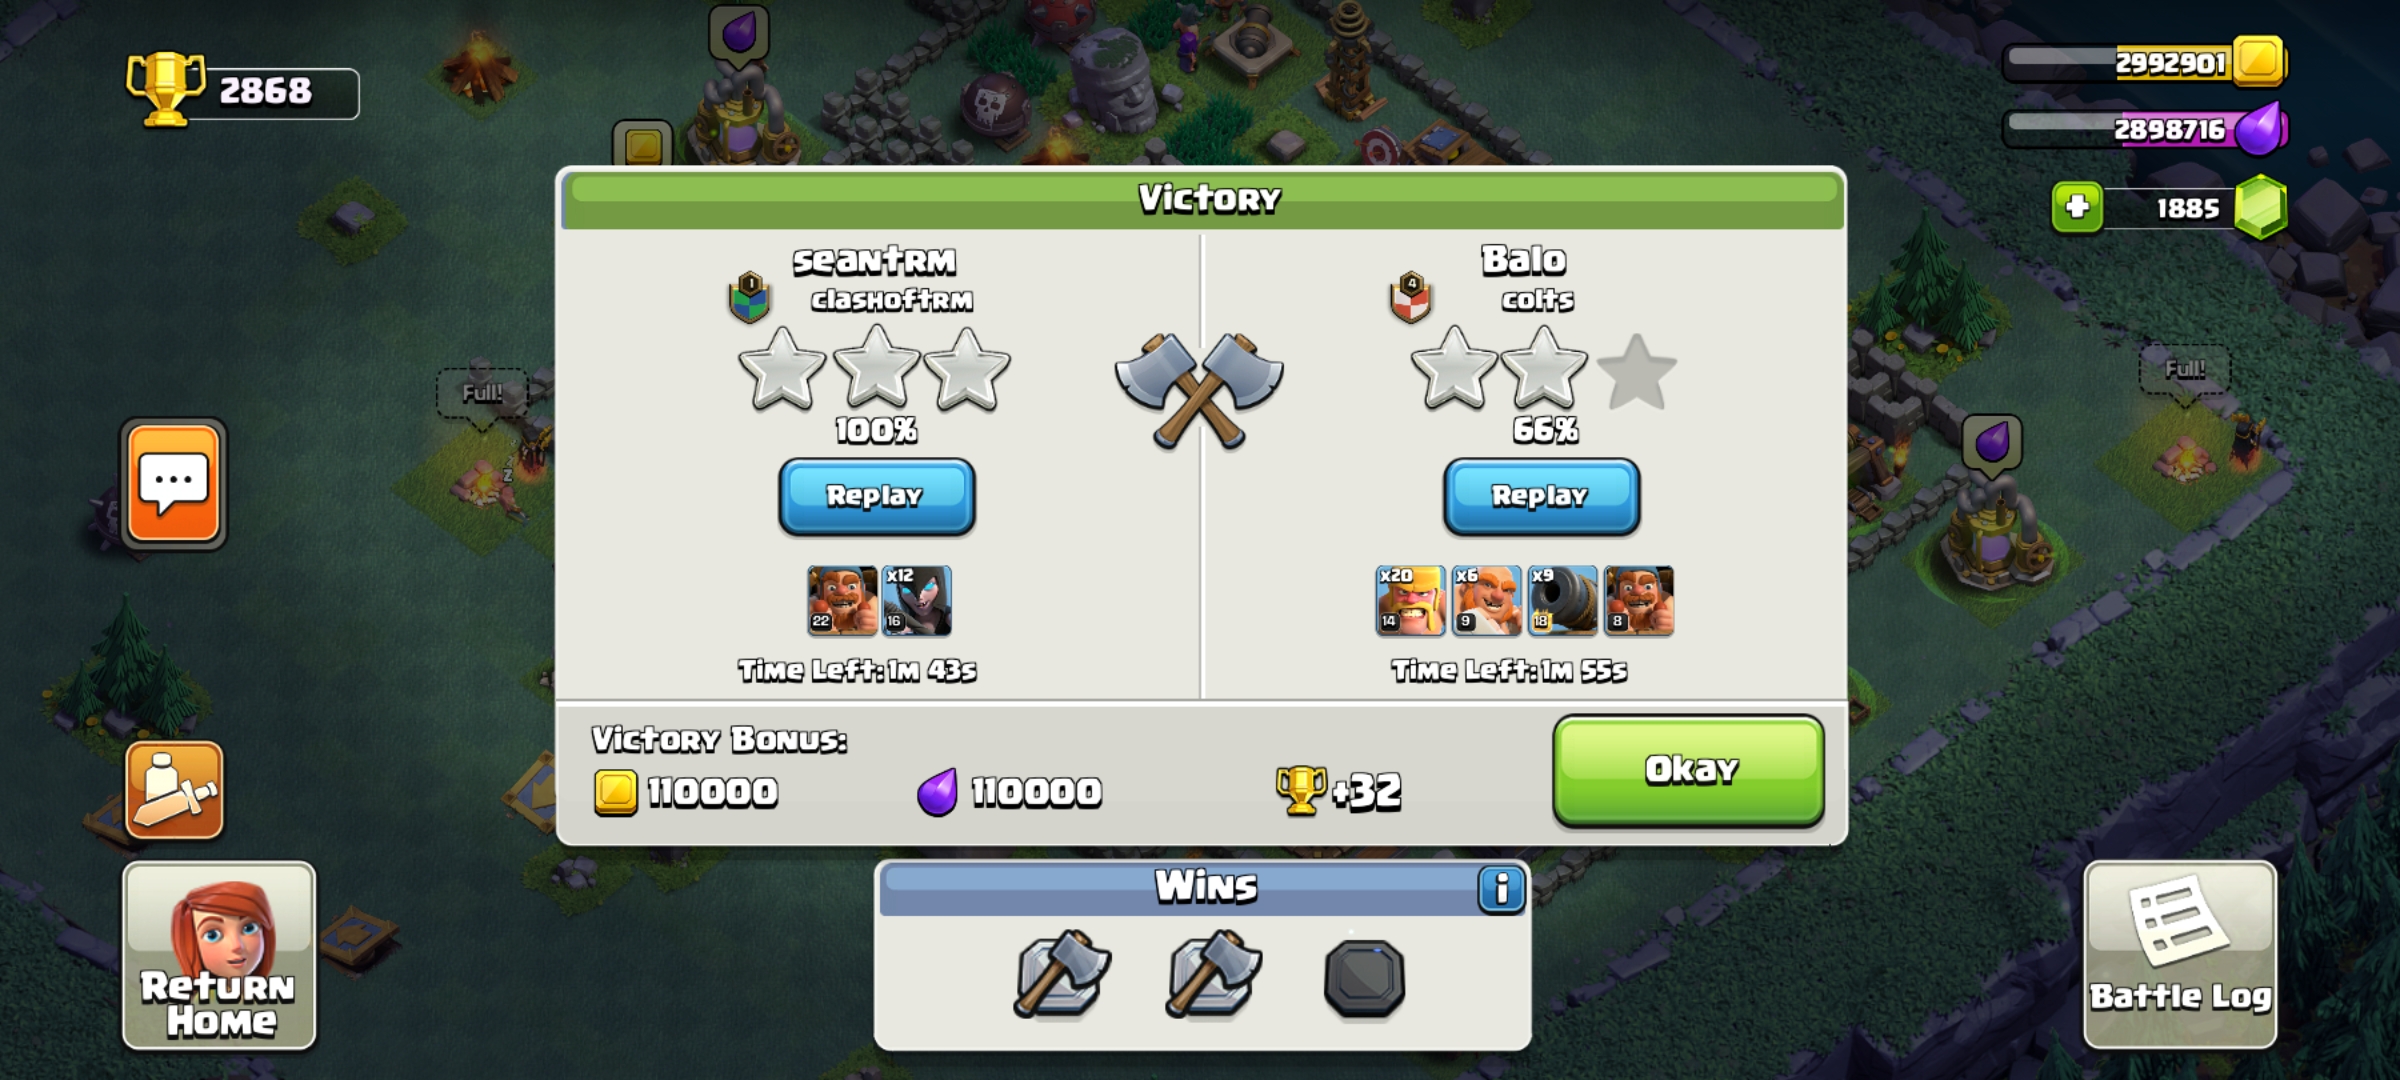 2868
2992901
2898716
1885
Victory
seantRM
clashoftRM
1
100%
Replay
22
x12
16
Time Left:1m 43s
Balo
colts
4
66%
Replay
x20
14
x6
9
x9
18
8
Time Left:1m 55s
Full!
z
Full!
Victory Bonus:
110000
110000
+32
Okay
Wins
i
Return
Home
Battle Log